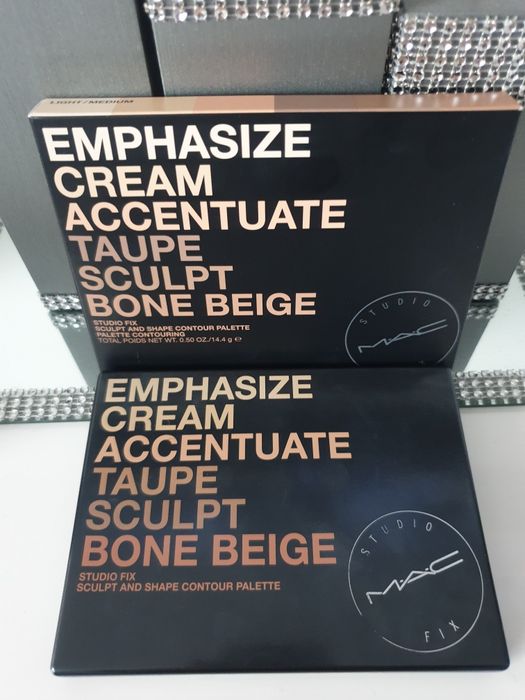 LIGHT/MEDIUM
EMPHASIZE
CREAM
ACCENTUATE
TAUPE
SCULPT
BONE BEIGE
STUDIO FIX
SCULPT AND SHAPE CONTOUR PALETTE
PALETTE CONTOURING
TOTAL POIDS NET WT. 0.50 OZ./14.4 g ℮
STUDIO
MAC
EMPHASIZE
CREAM
ACCENTUATE
TAUPE
SCULPT
BONE BEIGE
STUDIO FIX
SCULPT AND SHAPE CONTOUR PALETTE
STUDIO
MAC
FIX